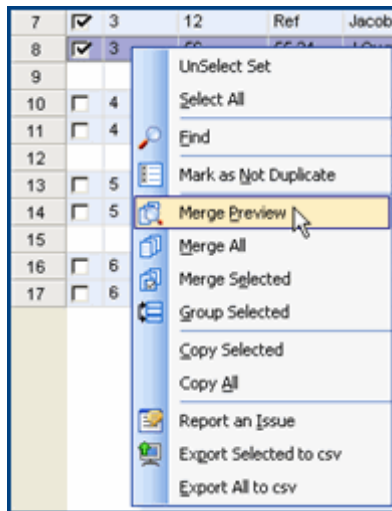 7 3 12 Ref Jacob
8 3
UnSelect Set
9
Select All
10 4
11 4
Find
12
Mark as Not Duplicate
13 5
14 5
Merge Preview
15
Merge All
16 6
Merge Selected
17 6
Group Selected
Copy Selected
Copy All
Report an Issue
Export Selected to csv
Export All to csv